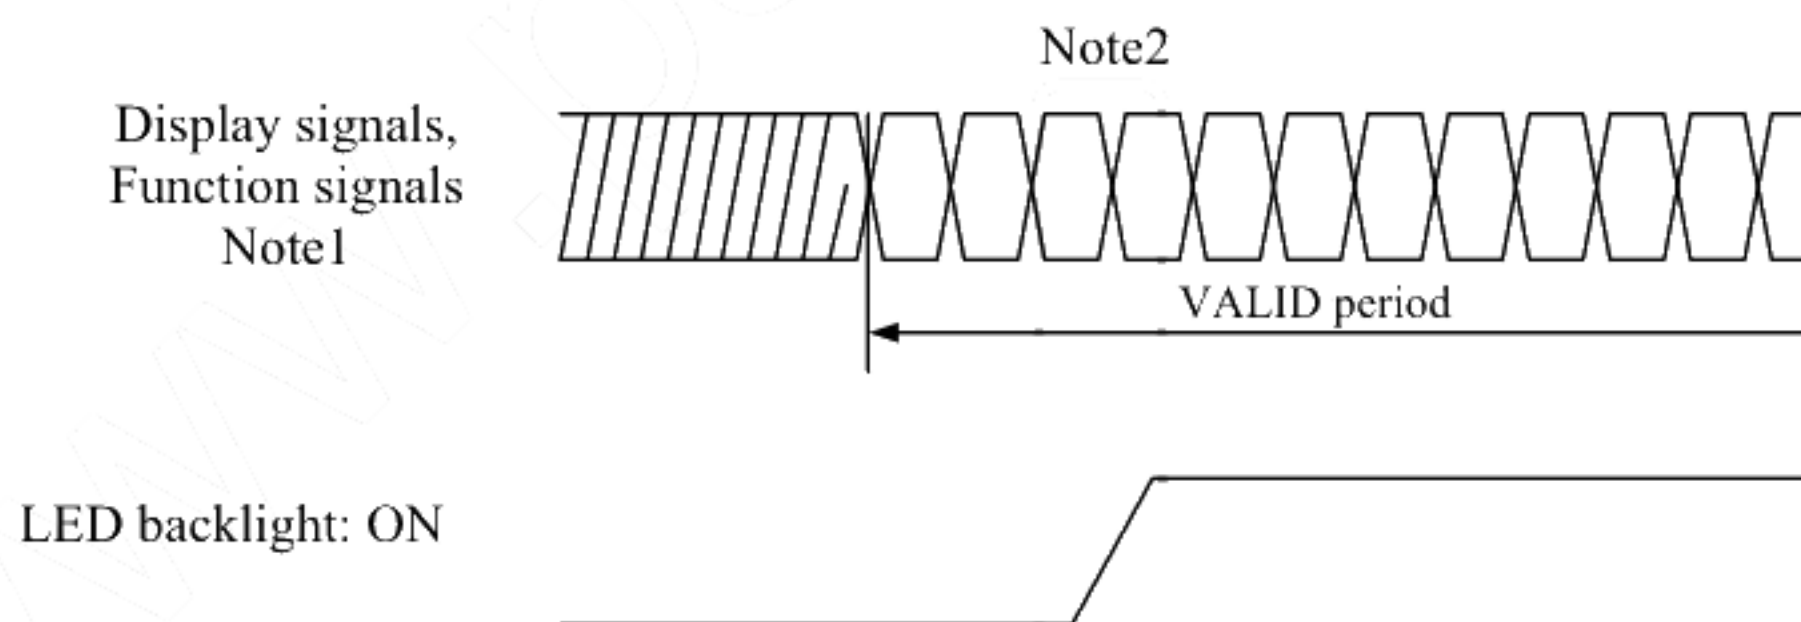 Note2
Display signals,
Function signals
Note1
VALID period
LED backlight: ON